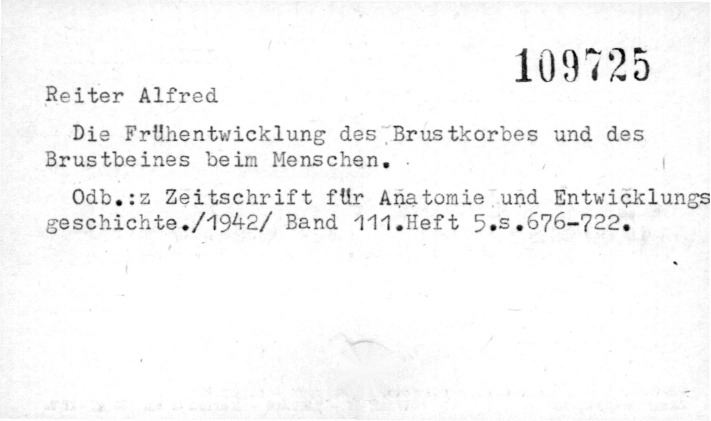 109725
Reiter Alfred
Die Frühentwicklung des Brustkorbes und des
Brustbeines beim Menschen.
Odb.:z Zeitschrift für Anatomie und Entwicklungs
geschichte./1942/ Band 111.Heft 5.s.676-722.